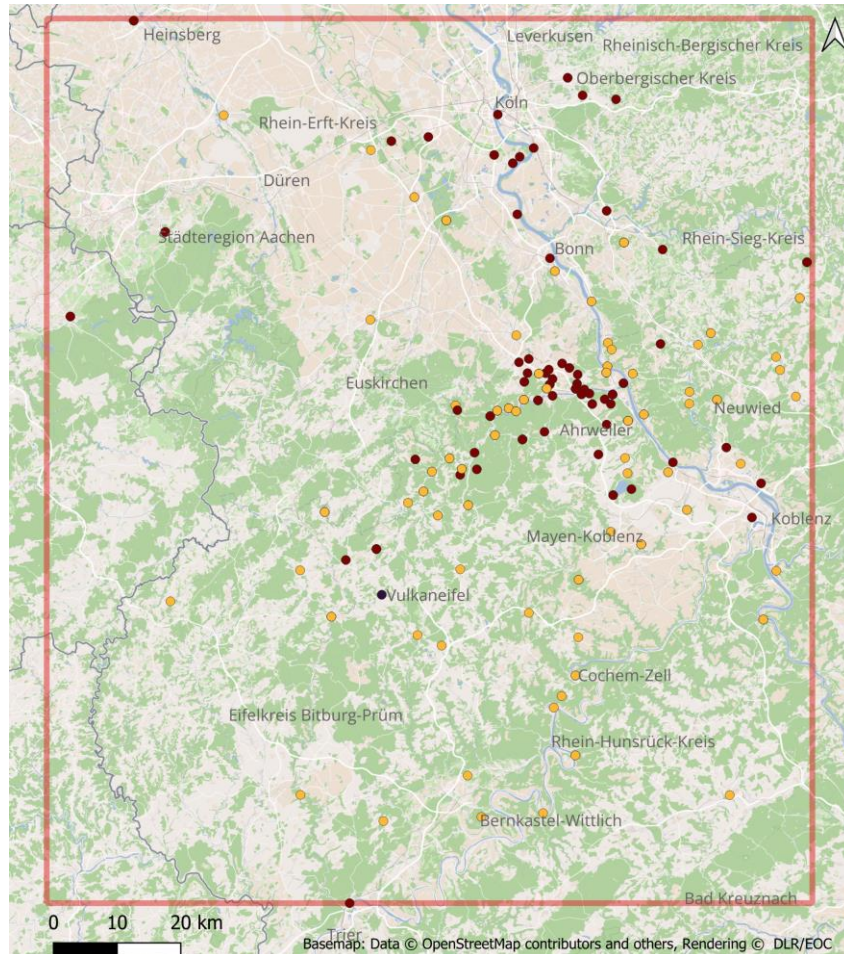 Heinsberg
Leverkusen
Rheinisch-Bergischer Kreis
Oberbergischer Kreis
Köln
Rhein-Erft-Kreis
Düren
Städteregion Aachen
Bonn
Rhein-Sieg-Kreis
Euskirchen
Neuwied
Ahrweiler
Koblenz
Mayen-Koblenz
Vulkaneifel
Cochem-Zell
Eifelkreis Bitburg-Prüm
Rhein-Hunsrück-Kreis
Bernkastel-Wittlich
Bad Kreuznach
0 10 20 km
Trier
Basemap: Data © OpenStreetMap contributors and others, Rendering © DLR/EOC